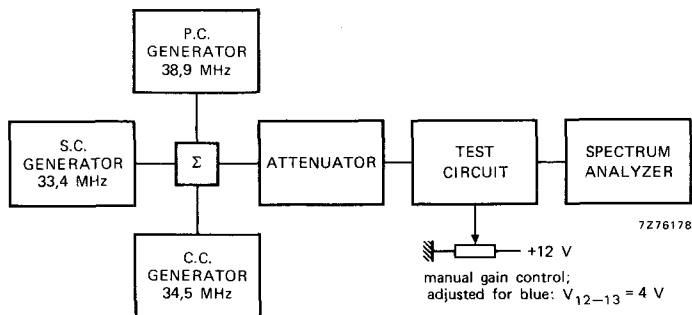 P.C.
GENERATOR
38,9 MHz
S.C.
GENERATOR
33,4 MHz
Σ
ATTENUATOR
TEST
CIRCUIT
SPECTRUM
ANALYZER
7Z76178
C.C.
GENERATOR
34,5 MHz
+12 V
manual gain control;
adjusted for blue: V12–13 = 4 V